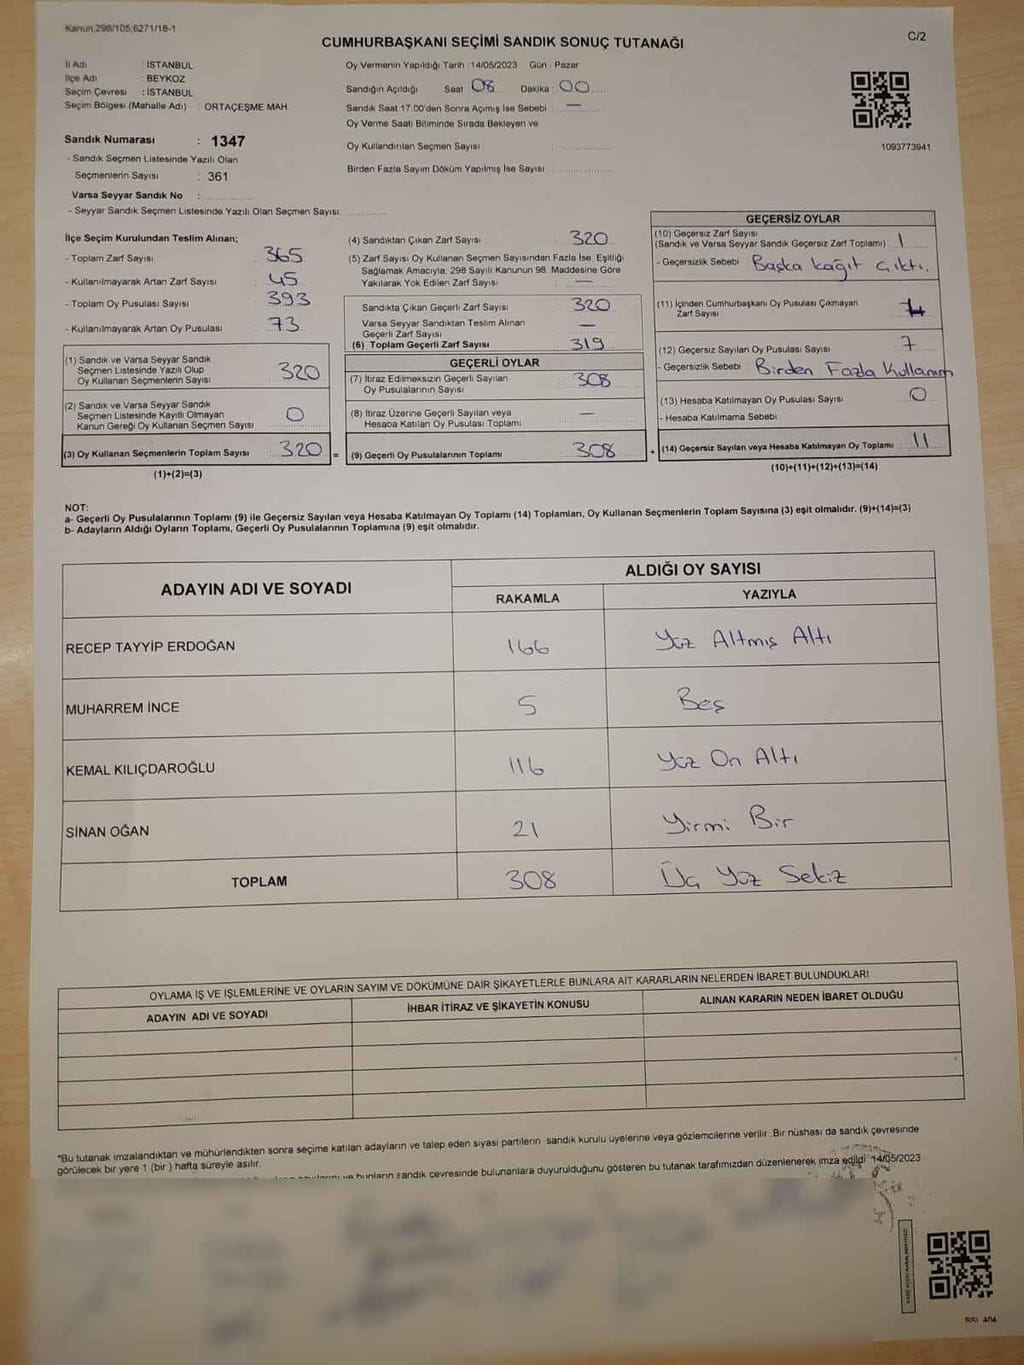 Kanun 298/105,6271/18-1
C/2
CUMHURBAŞKANI SEÇİMİ SANDIK SONUÇ TUTANAĞI
İl Adı : İSTANBUL
İlçe Adı : BEYKOZ
Seçim Çevresi : İSTANBUL
Seçim Bölgesi (Mahalle Adı) : ORTAÇEŞME MAH.
Sandık Numarası : 1347
- Sandık Seçmen Listesinde Yazılı Olan
Seçmenlerin Sayısı : 361
Varsa Seyyar Sandık No :
- Seyyar Sandık Seçmen Listesinde Yazılı Olan Seçmen Sayısı:
Oy Vermenin Yapıldığı Tarih :14/05/2023 Gün : Pazar
Sandığın Açıldığı Saat 08 Dakika : 00
Sandık Saat 17.00'den Sonra Açımış İse Sebebi : —
Oy Verme Saati Bitiminde Sırada Bekleyen ve
Oy Kullandırılan Seçmen Sayısı :
Birden Fazla Sayım Döküm Yapılmış İse Sayısı :
1093773941
İlçe Seçim Kurulundan Teslim Alınan;
- Toplam Zarf Sayısı : 365
- Kullanılmayarak Artan Zarf Sayısı : 45
- Toplam Oy Pusulası Sayısı : 393
- Kullanılmayarak Artan Oy Pusulası : 73
(1) Sandık ve Varsa Seyyar Sandık
Seçmen Listesinde Yazılı Olup
Oy Kullanan Seçmenlerin Sayısı : 320
(2) Sandık ve Varsa Seyyar Sandık
Seçmen Listesinde Kayıtlı Olmayan
Kanun Gereği Oy Kullanan Seçmen Sayısı : 0
(3) Oy Kullanan Seçmenlerin Toplam Sayısı : 320 =
(1)+(2)=(3)
(4) Sandıktan Çıkan Zarf Sayısı : 320
(5) Zarf Sayısı Oy Kullanan Seçmen Sayısından Fazla İse, Eşitliği
Sağlamak Amacıyla; 298 Sayılı Kanunun 98. Maddesine Göre
Yakılarak Yok Edilen Zarf Sayısı : —
Sandıkta Çıkan Geçerli Zarf Sayısı : 320
Varsa Seyyar Sandıktan Teslim Alınan
Geçerli Zarf Sayısı : —
(6) Toplam Geçerli Zarf Sayısı : 319
GEÇERLİ OYLAR
(7) İtiraz Edilmeksizin Geçerli Sayılan
Oy Pusulalarının Sayısı : 308
(8) İtiraz Üzerine Geçerli Sayılan veya
Hesaba Katılan Oy Pusulası Toplamı : —
(9) Geçerli Oy Pusulalarının Toplamı : 308
GEÇERSİZ OYLAR
(10) Geçersiz Zarf Sayısı
(Sandık ve Varsa Seyyar Sandık Geçersiz Zarf Toplamı) : 1
- Geçersizlik Sebebi : Başka kağıt çıktı.
(11) İçinden Cumhurbaşkanı Oy Pusulası Çıkmayan
Zarf Sayısı :
(12) Geçersiz Sayılan Oy Pusulası Sayısı : 7
- Geçersizlik Sebebi : Birden Fazla Kullanım
(13) Hesaba Katılmayan Oy Pusulası Sayısı : 0
- Hesaba Katılmama Sebebi :
+ (14) Geçersiz Sayılan veya Hesaba Katılmayan Oy Toplamı : 11
(10)+(11)+(12)+(13)=(14)
NOT:
a- Geçerli Oy Pusulalarının Toplamı (9) ile Geçersiz Sayılan veya Hesaba Katılmayan Oy Toplamı (14) Toplamları, Oy Kullanan Seçmenlerin Toplam Sayısına (3) eşit olmalıdır. (9)+(14)=(3)
b- Adayların Aldığı Oyların Toplamı, Geçerli Oy Pusulalarının Toplamına (9) eşit olmalıdır.
ADAYIN ADI VE SOYADI
ALDIĞI OY SAYISI
RAKAMLA YAZIYLA
RECEP TAYYİP ERDOĞAN 166 Yüz Altmış Altı
MUHARREM İNCE 5 Beş
KEMAL KILIÇDAROĞLU 116 Yüz On Altı
SİNAN OĞAN 21 Yirmi Bir
TOPLAM 308 Üç Yüz Sekiz
OYLAMA İŞ VE İŞLEMLERİNE VE OYLARIN SAYIM VE DÖKÜMÜNE DAİR ŞİKAYETLERLE BUNLARA AİT KARARLARIN NELERDEN İBARET BULUNDUKLARI
ADAYIN ADI VE SOYADI İHBAR İTİRAZ VE ŞİKAYETİN KONUSU ALINAN KARARIN NEDEN İBARET OLDUĞU
*Bu tutanak imzalandıktan ve mühürlendikten sonra seçime katılan adayların ve talep eden siyasi partilerin sandık kurulu üyelerine veya gözlemcilerine verilir. Bir nüshası da sandık çevresinde
görülecek bir yere 1 (bir) hafta süreyle asılır.
bunların sandık çevresinde bulunanlara duyurulduğunu gösteren bu tutanak tarafımızdan düzenlenerek imza edildi 14/05/2023